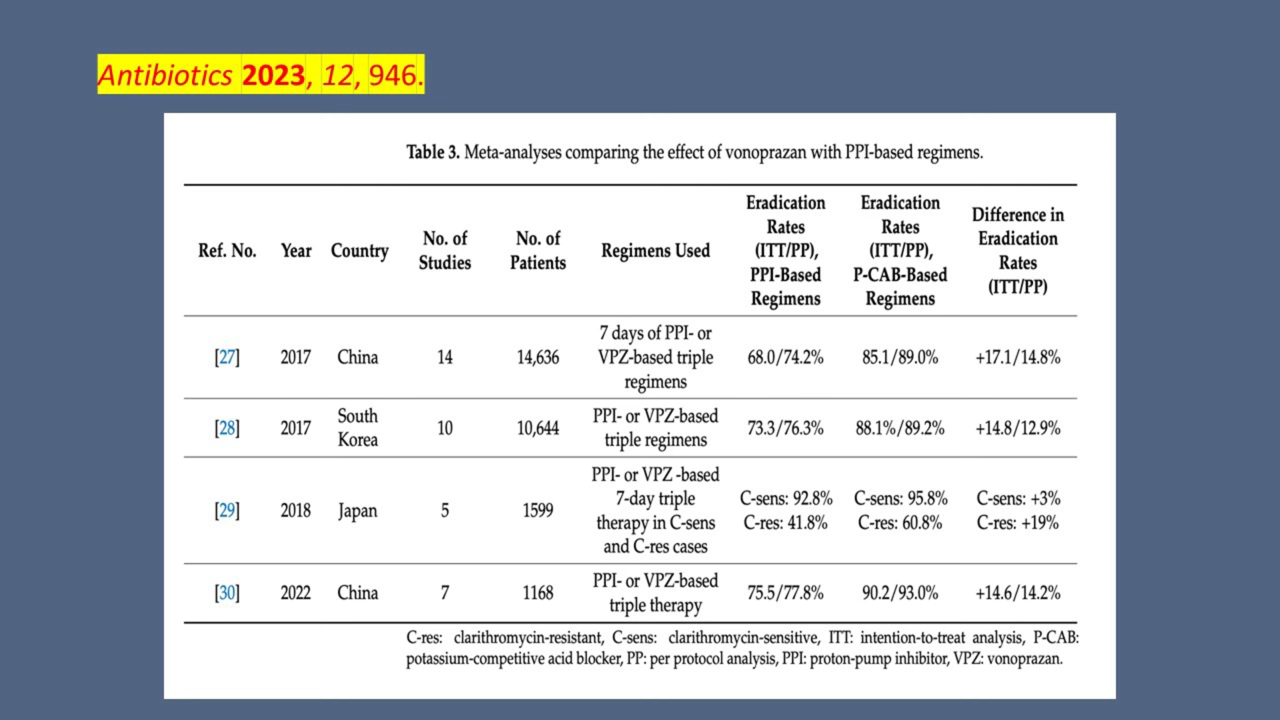 Antibiotics 2023, 12, 946.
Table 3. Meta-analyses comparing the effect of vonoprazan with PPI-based regimens.
Ref. No. Year Country No. of Studies No. of Patients Regimens Used Eradication Rates (ITT/PP), PPI-Based Regimens Eradication Rates (ITT/PP), P-CAB-Based Regimens Difference in Eradication Rates (ITT/PP)
[27] 2017 China 14 14,636 7 days of PPI- or VPZ-based triple regimens 68.0/74.2% 85.1/89.0% +17.1/14.8%
[28] 2017 South Korea 10 10,644 PPI- or VPZ-based triple regimens 73.3/76.3% 88.1%/89.2% +14.8/12.9%
[29] 2018 Japan 5 1599 PPI- or VPZ -based 7-day triple therapy in C-sens and C-res cases C-sens: 92.8% C-res: 41.8% C-sens: 95.8% C-res: 60.8% C-sens: +3% C-res: +19%
[30] 2022 China 7 1168 PPI- or VPZ-based triple therapy 75.5/77.8% 90.2/93.0% +14.6/14.2%
C-res: clarithromycin-resistant, C-sens: clarithromycin-sensitive, ITT: intention-to-treat analysis, P-CAB:
potassium-competitive acid blocker, PP: per protocol analysis, PPI: proton-pump inhibitor, VPZ: vonoprazan.